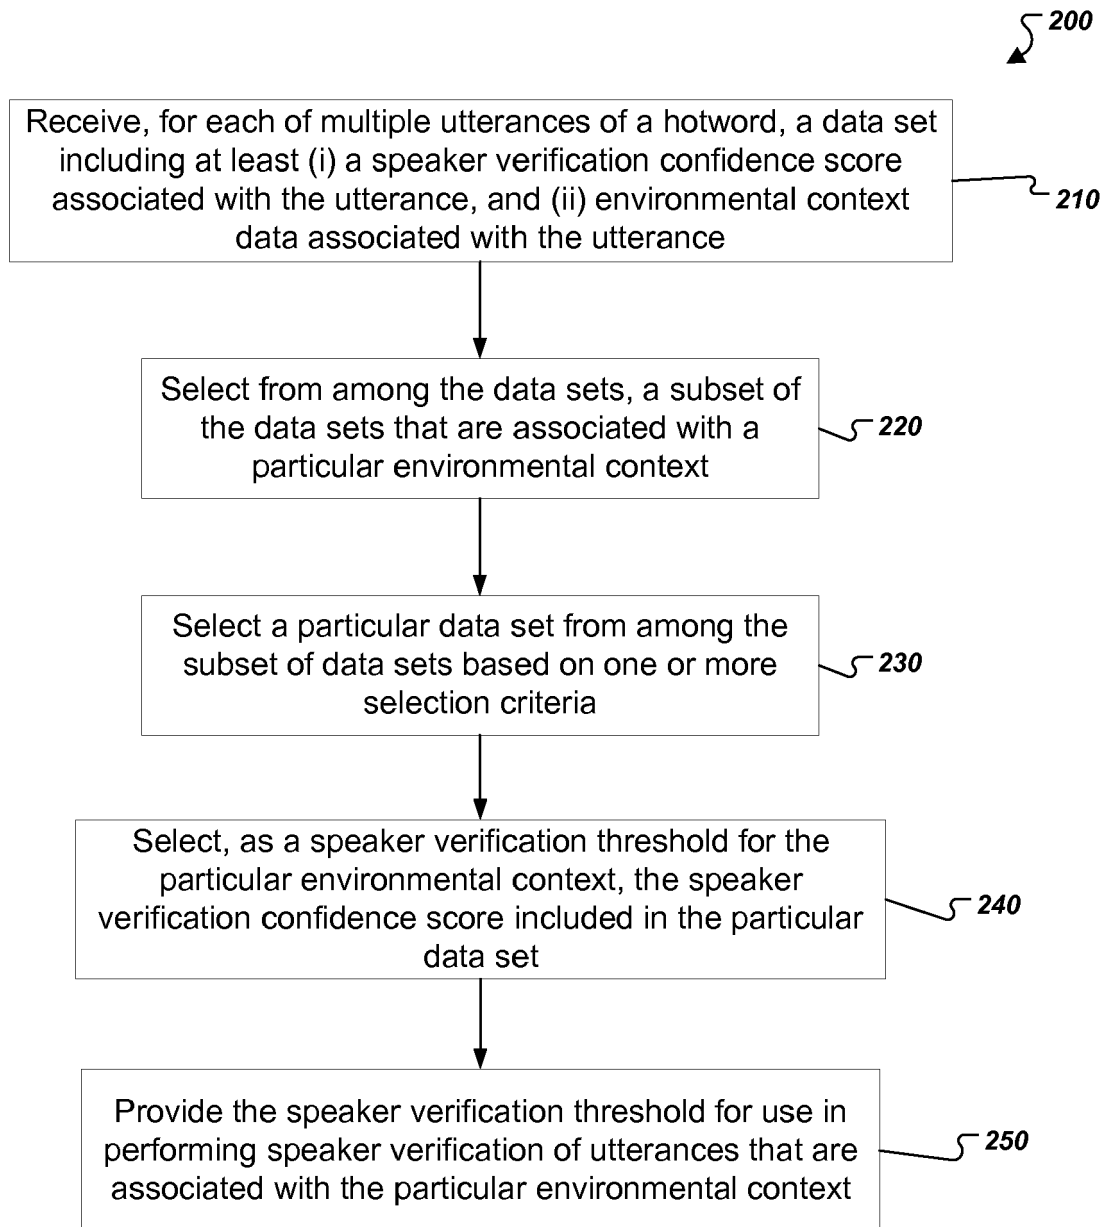 200
Receive, for each of multiple utterances of a hotword, a data set
including at least (i) a speaker verification confidence score
associated with the utterance, and (ii) environmental context
data associated with the utterance
210
Select from among the data sets, a subset of
the data sets that are associated with a
particular environmental context
220
Select a particular data set from among the
subset of data sets based on one or more
selection criteria
230
Select, as a speaker verification threshold for the
particular environmental context, the speaker
verification confidence score included in the particular
data set
240
Provide the speaker verification threshold for use in
performing speaker verification of utterances that are
associated with the particular environmental context
250